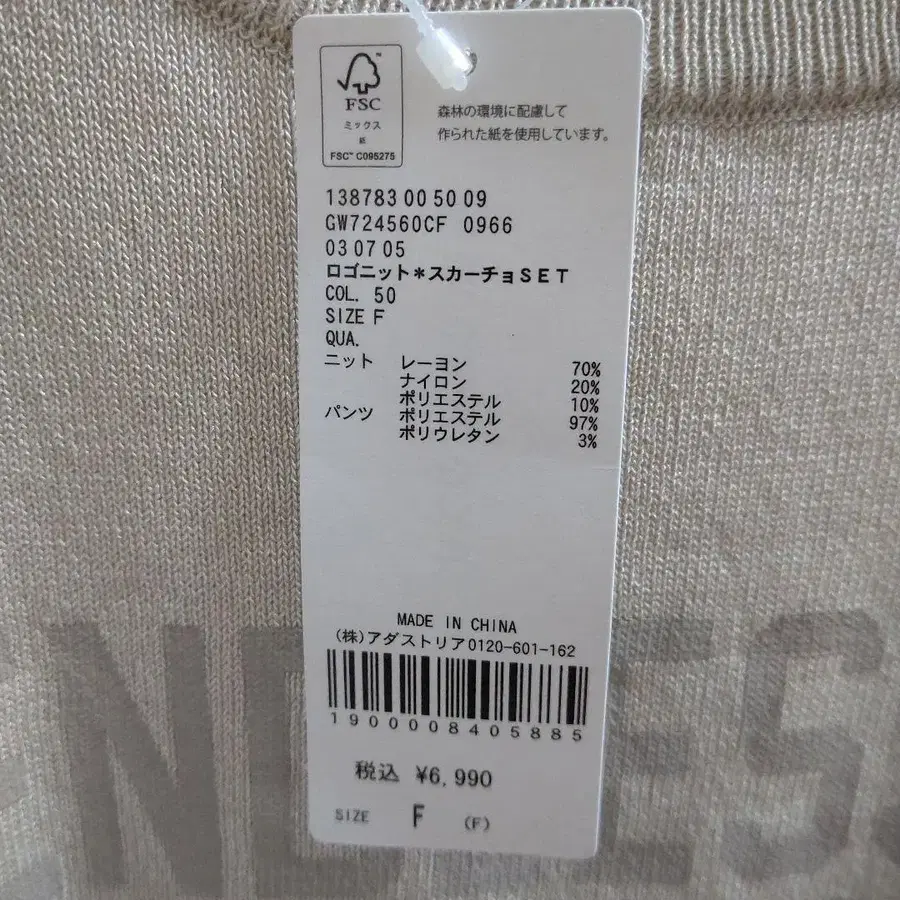 FSC™
ミックス
紙
FSC™ C095275
森林の環境に配慮して
作られた紙を使用しています。
138783 00 50 09
GW724560CF 0966
03 07 05
ロゴニット*スカーチョSET
COL. 50
SIZE F
QUA.
ニット レーヨン 70%
ナイロン 20%
ポリエステル 10%
パンツ ポリエステル 97%
ポリウレタン 3%
MADE IN CHINA
(株)アダストリア0120-601-162
1900008405885
税込 ¥6,990
SIZE F (F)